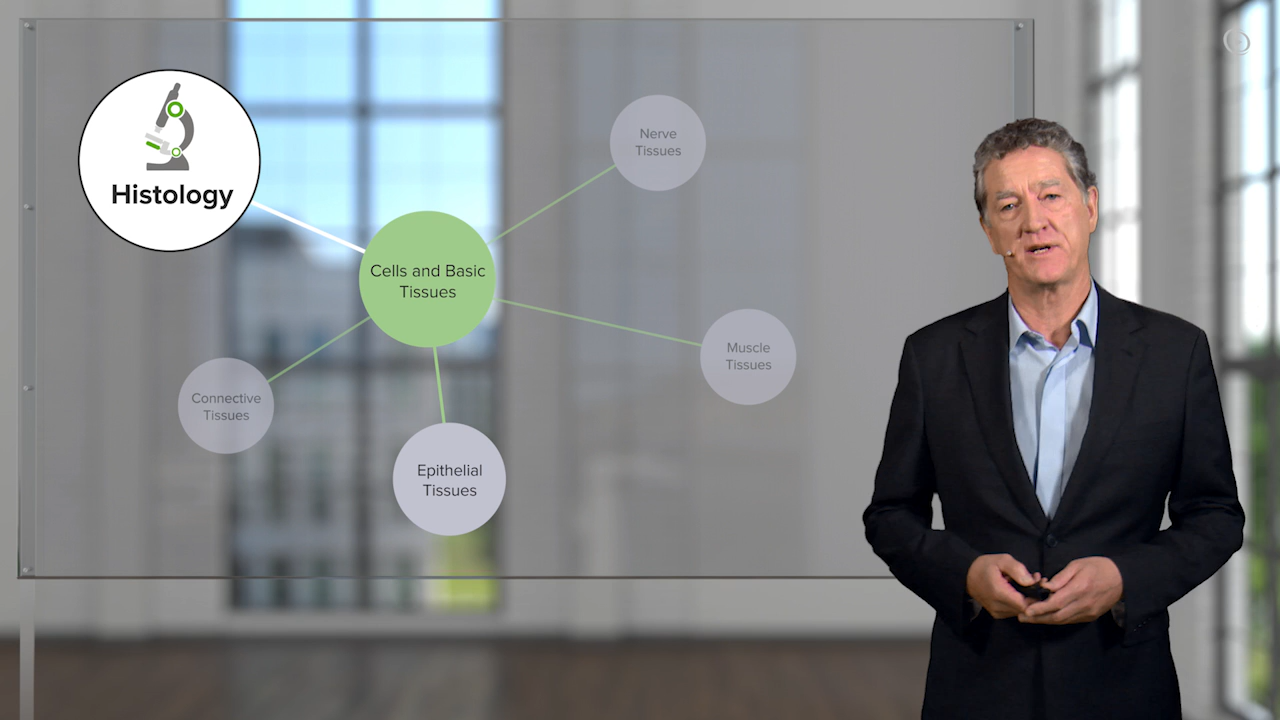 Histology
Nerve
Tissues
Cells and Basic
Tissues
Muscle
Tissues
Connective
Tissues
Epithelial
Tissues